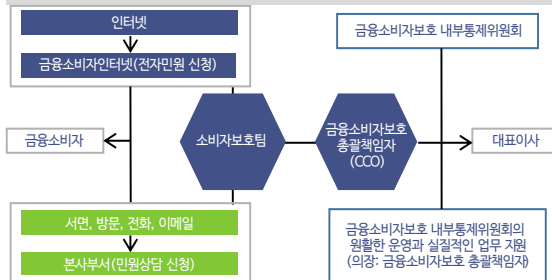 인터넷
금융소비자인터넷(전자민원 신청)
금융소비자보호 내부통제위원회
금융소비자
소비자보호팀
금융소비자보호
총괄책임자
(CCO)
대표이사
서면, 방문, 전화, 이메일
본사부서(민원상담 신청)
금융소비자보호 내부통제위원회의
원활한 운영과 실질적인 업무 지원
(의장: 금융소비자보호 총괄책임자)